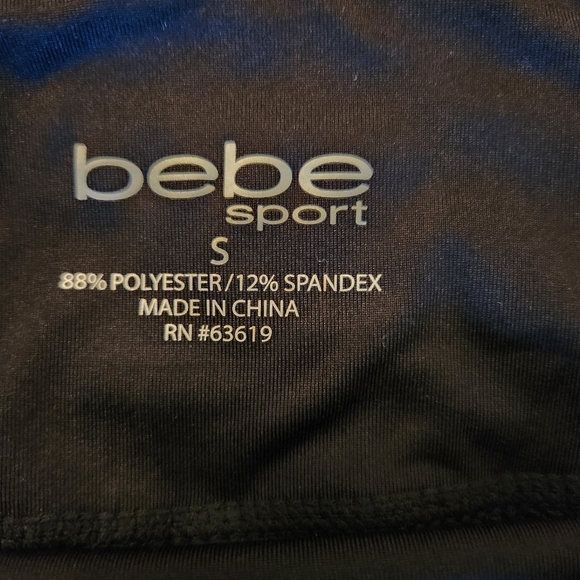 bebe
sport
S
88% POLYESTER/12% SPANDEX
MADE IN CHINA
RN #63619